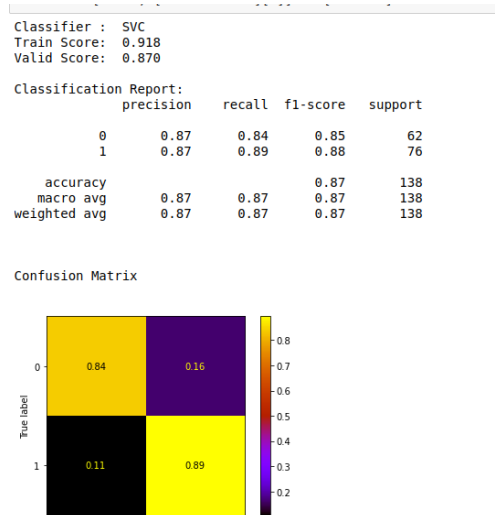 Classifier : SVC
Train Score: 0.918
Valid Score: 0.870
Classification Report:
precision recall f1-score support
0 0.87 0.84 0.85 62
1 0.87 0.89 0.88 76
accuracy 0.87 138
macro avg 0.87 0.87 0.87 138
weighted avg 0.87 0.87 0.87 138
Confusion Matrix
0.8
0 0.84 0.16
0.7
0.6
True label
0.5
0.4
1 0.11 0.89
0.3
0.2